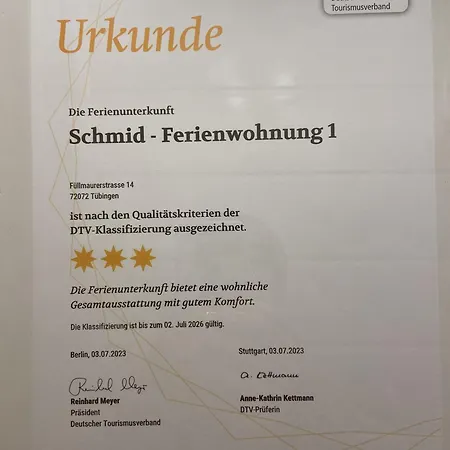 Tourismusverband
Urkunde
Die Ferienunterkunft
Schmid - Ferienwohnung 1
Füllmaurerstrasse 14
72072 Tübingen
ist nach den Qualitätskriterien der
DTV-Klassifizierung ausgezeichnet.
Die Ferienunterkunft bietet eine wohnliche
Gesamtausstattung mit gutem Komfort.
Die Klassifizierung ist bis zum 02. Juli 2026 gültig.
Berlin, 03.07.2023
Stuttgart, 03.07.2023
Reinhard Meyer
Präsident
Deutscher Tourismusverband
A. Kettmann
Anne-Kathrin Kettmann
DTV-Prüferin